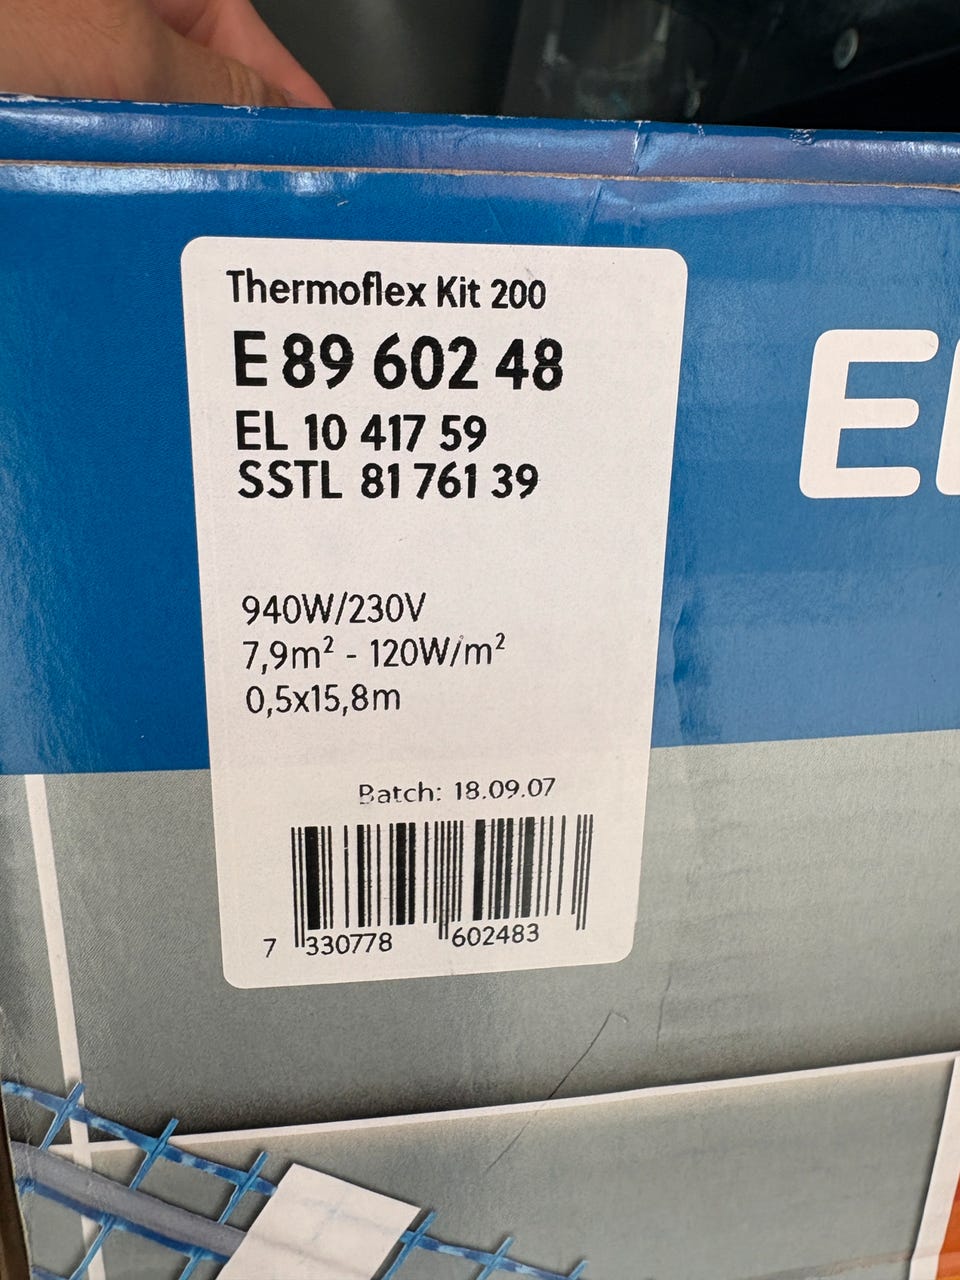 Thermoflex Kit 200
E 89 602 48
EL 10 417 59
SSTL 81 761 39
940W/230V
7,9m² - 120W/m²
0,5x15,8m
Batch: 18.09.07
7 330778 602483